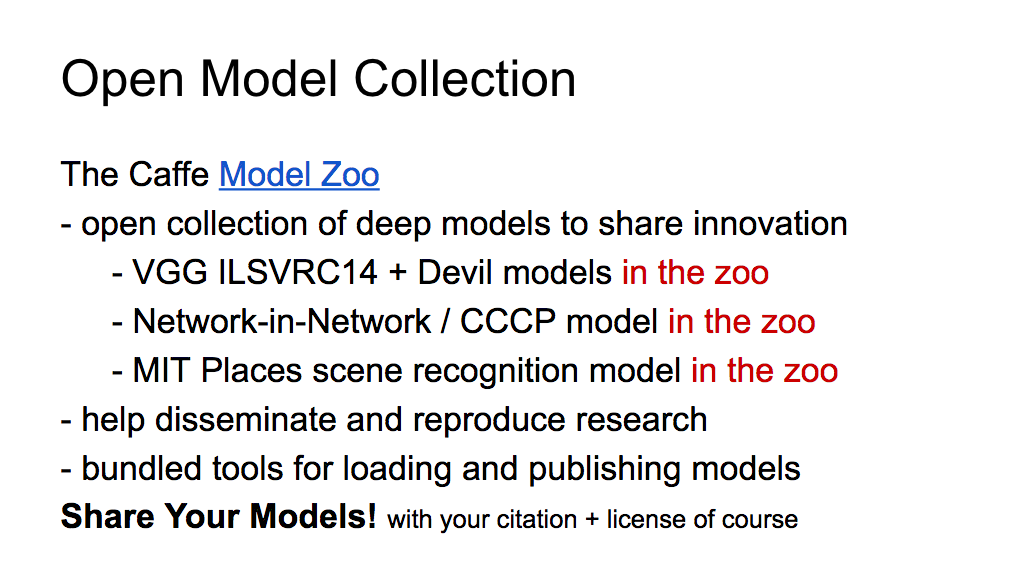 Open Model Collection
The Caffe Model Zoo
- open collection of deep models to share innovation
- VGG ILSVRC14 + Devil models in the zoo
- Network-in-Network / CCCP model in the zoo
- MIT Places scene recognition model in the zoo
- help disseminate and reproduce research
- bundled tools for loading and publishing models
Share Your Models! with your citation + license of course